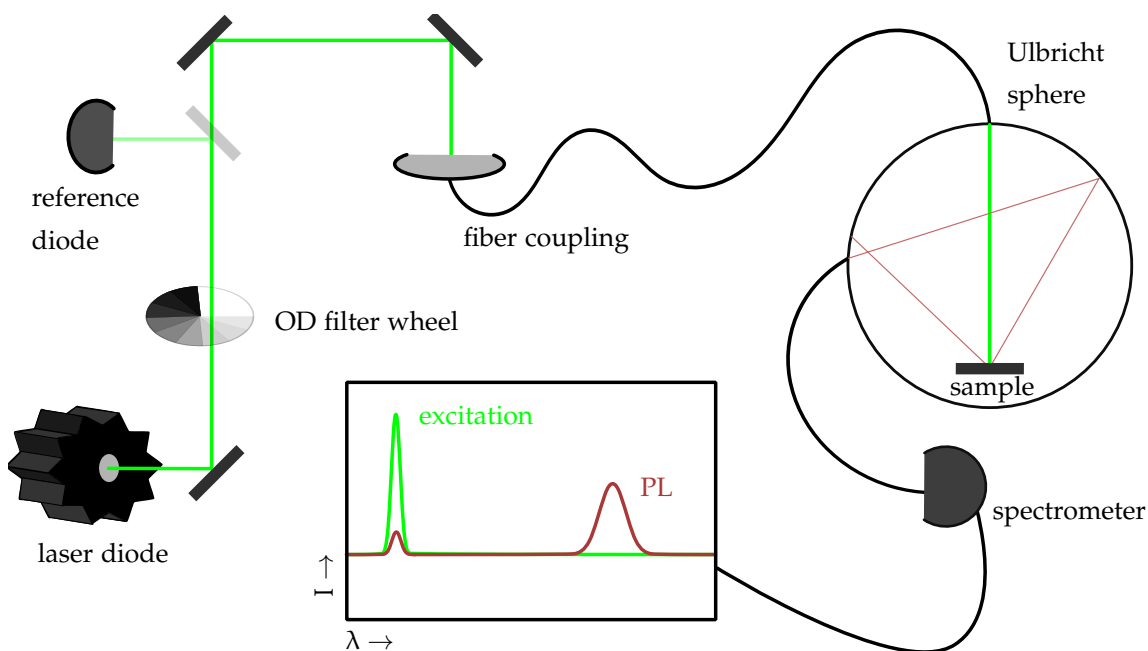 Ulbricht
sphere
reference
diode
fiber coupling
OD filter wheel
sample
excitation
PL
spectrometer
laser diode
I →
λ →